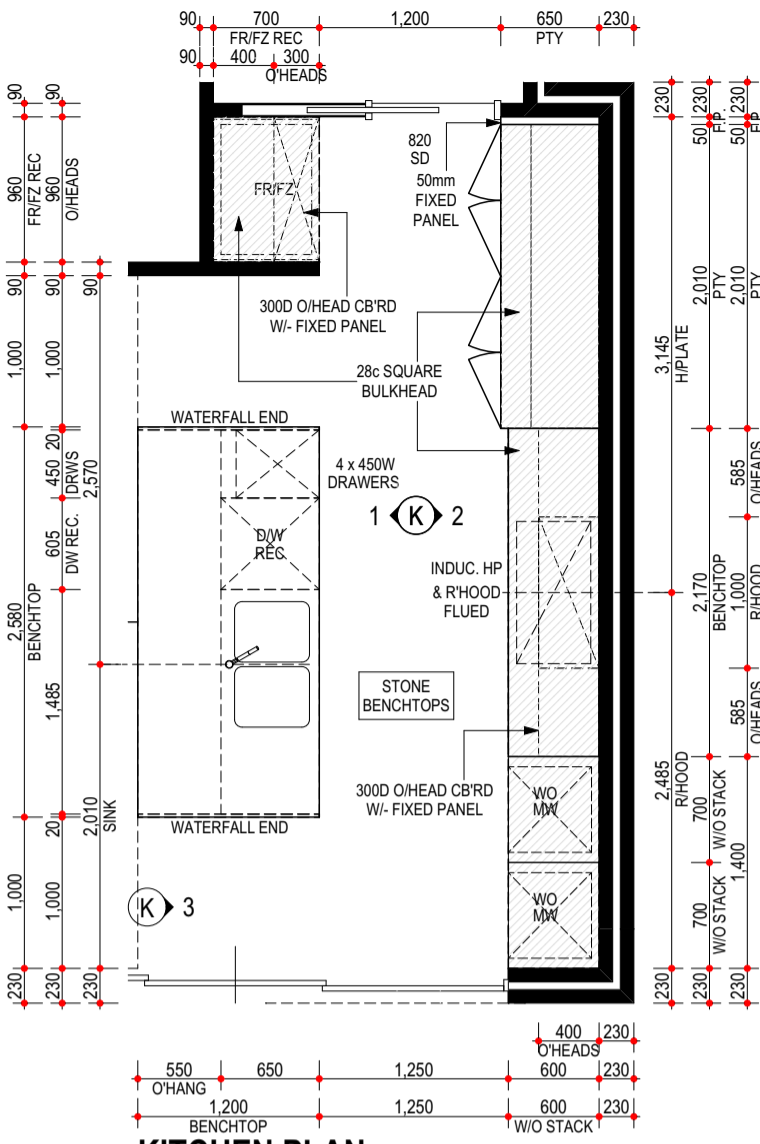 90 700 1,200 650 230
FR/FZ REC PTY
90 400 300
O'HEADS
90 960 90 1,000 2,580 1,000 230
FR/FZ REC
BENCHTOP
90 960 90 1,000 20 450 605 1,485 20 1,000 230
O/HEADS
DRWS
DW REC.
90 2,570 2,010 230
SINK
820
SD
50mm
FIXED
PANEL
FR/FZ
300D O/HEAD CB'RD
W/- FIXED PANEL
28c SQUARE
BULKHEAD
WATERFALL END
4 x 450W
DRAWERS
1 K 2
D/W
REC
INDUC. HP
& R'HOOD
FLUED
STONE
BENCHTOPS
300D O/HEAD CB'RD
W/- FIXED PANEL
WATERFALL END
WO
MW
WO
MW
K 3
230 3,145 2,485 230
H/PLATE
R/HOOD
230 50 2,010 2,170 700 700 230
F.P.
PTY
BENCHTOP
W/O STACK
W/O STACK
230 50 2,010 585 1,000 585 1,400 230
F.P.
PTY
O/HEADS
R/HOOD
O/HEADS
400 230
O'HEADS
550 650 1,250 600 230
O'HANG
1,200 1,250 600 230
BENCHTOP W/O STACK
KITCHEN PLAN